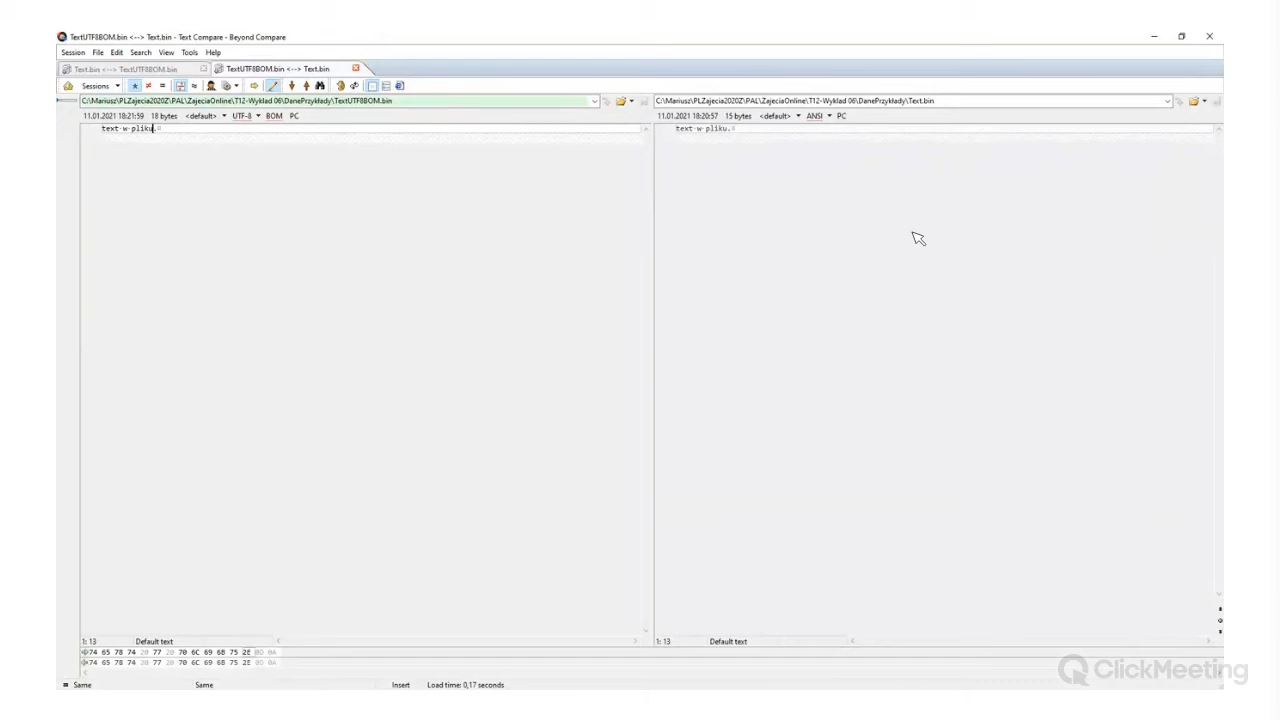 TextUTF8BOM.bin <--> Text.bin - Text Compare - Beyond Compare
Session File Edit Search View Tools Help
Text.bin <--> TextUTF8BOM.bin TextUTF8BOM.bin <--> Text.bin
Sessions
C:\Mariusz\PLZajecia2020Z\PAL\ZajeciaOnline\T12-Wyklad 06\DanePrzykłady\TextUTF8BOM.bin C:\Mariusz\PLZajecia2020Z\PAL\ZajeciaOnline\T12-Wyklad 06\DanePrzykłady\Text.bin
11.01.2021 18:21:59 18 bytes <default> UTF-8 BOM PC 11.01.2021 18:20:57 15 bytes <default> ANSI PC
text·w·pliku.¤ text·w·pliku.¤
1: 13 Default text 1: 13 Default text
74 65 78 74 20 77 20 70 6C 69 6B 75 2E 0D 0A
74 65 78 74 20 77 20 70 6C 69 6B 75 2E 0D 0A
ClickMeeting
= Same Same Insert Load time: 0,17 seconds